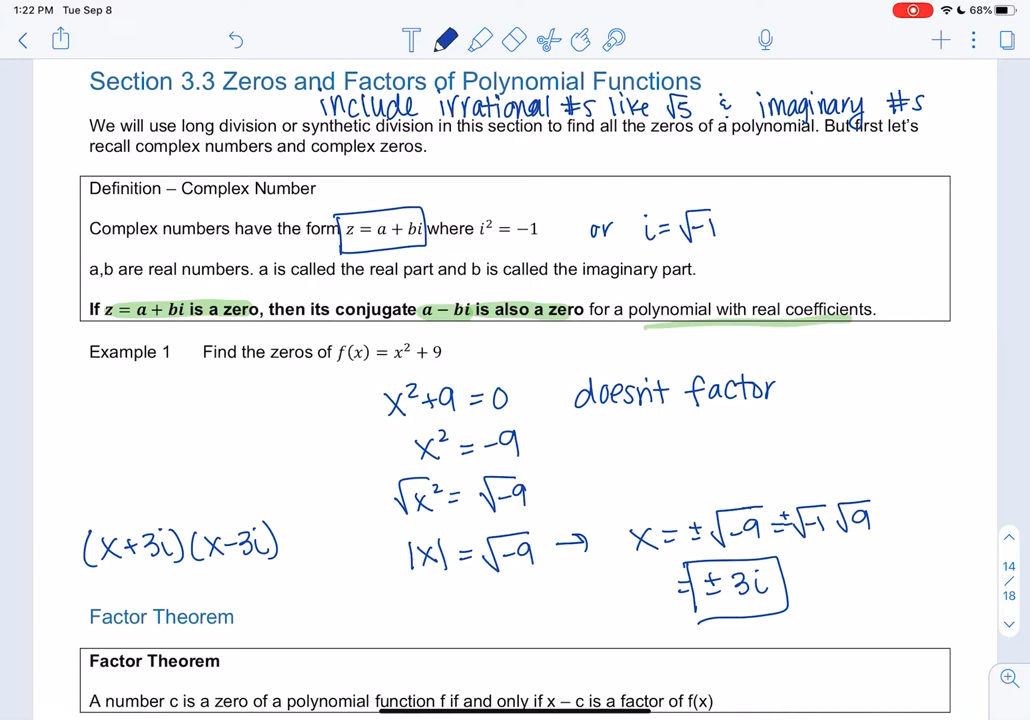 1:22 PM Tue Sep 8
68%
Section 3.3 Zeros and Factors of Polynomial Functions
include irrational #s like √5 & imaginary #s
We will use long division or synthetic division in this section to find all the zeros of a polynomial. But first let's
recall complex numbers and complex zeros.
Definition – Complex Number
Complex numbers have the form z = a + bi where i² = −1 or i = √-1
a,b are real numbers. a is called the real part and b is called the imaginary part.
If z = a + bi is a zero, then its conjugate a − bi is also a zero for a polynomial with real coefficients.
Example 1 Find the zeros of f(x) = x² + 9
x²+9 = 0 doesn't factor
x² = -9
√x² = √-9
(x+3i)(x-3i) |x| = √-9 → x = ±√-9 = ±√-1 √9
= ± 3i
14
/
18
Factor Theorem
Factor Theorem
A number c is a zero of a polynomial function f if and only if x – c is a factor of f(x)